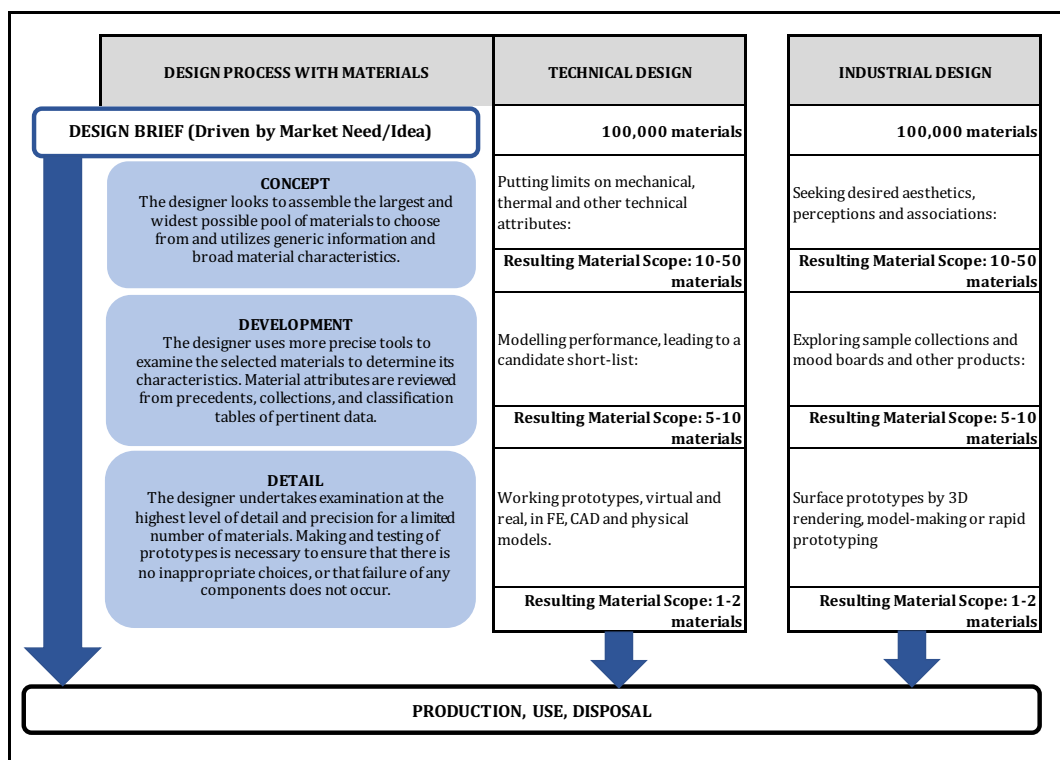 DESIGN PROCESS WITH MATERIALS
TECHNICAL DESIGN
INDUSTRIAL DESIGN
DESIGN BRIEF (Driven by Market Need/Idea)
100,000 materials
100,000 materials
CONCEPT
The designer looks to assemble the largest and
widest possible pool of materials to choose
from and utilizes generic information and
broad material characteristics.
Putting limits on mechanical,
thermal and other technical
attributes:
Seeking desired aesthetics,
perceptions and associations:
Resulting Material Scope: 10-50
materials
Resulting Material Scope: 10-50
materials
DEVELOPMENT
The designer uses more precise tools to
examine the selected materials to determine its
characteristics. Material attributes are reviewed
from precedents, collections, and classification
tables of pertinent data.
Modelling performance, leading to a
candidate short-list:
Exploring sample collections and
mood boards and other products:
Resulting Material Scope: 5-10
materials
Resulting Material Scope: 5-10
materials
DETAIL
The designer undertakes examination at the
highest level of detail and precision for a limited
number of materials. Making and testing of
prototypes is necessary to ensure that there is
no inappropriate choices, or that failure of any
components does not occur.
Working prototypes, virtual and
real, in FE, CAD and physical
models.
Surface prototypes by 3D
rendering, model-making or rapid
prototyping
Resulting Material Scope: 1-2
materials
Resulting Material Scope: 1-2
materials
PRODUCTION, USE, DISPOSAL